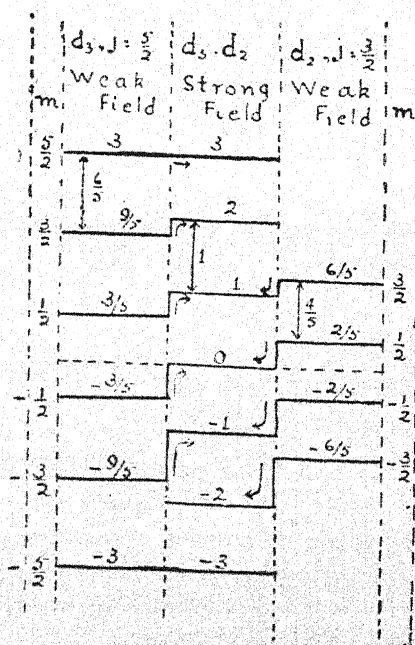 d₃, j = 5/2 d₃.d₂ d₂, j = 3/2
Weak Strong Weak
m Field Field Field m
5/2 3 3
6/5
3/2 9/5 2
1
1/2 3/5 1 6/5 3/2
4/5
0 2/5 1/2
-1/2 -3/5 -1 -2/5 -1/2
-3/2 -9/5 -2 -6/5 -3/2
-5/2 -3 -3